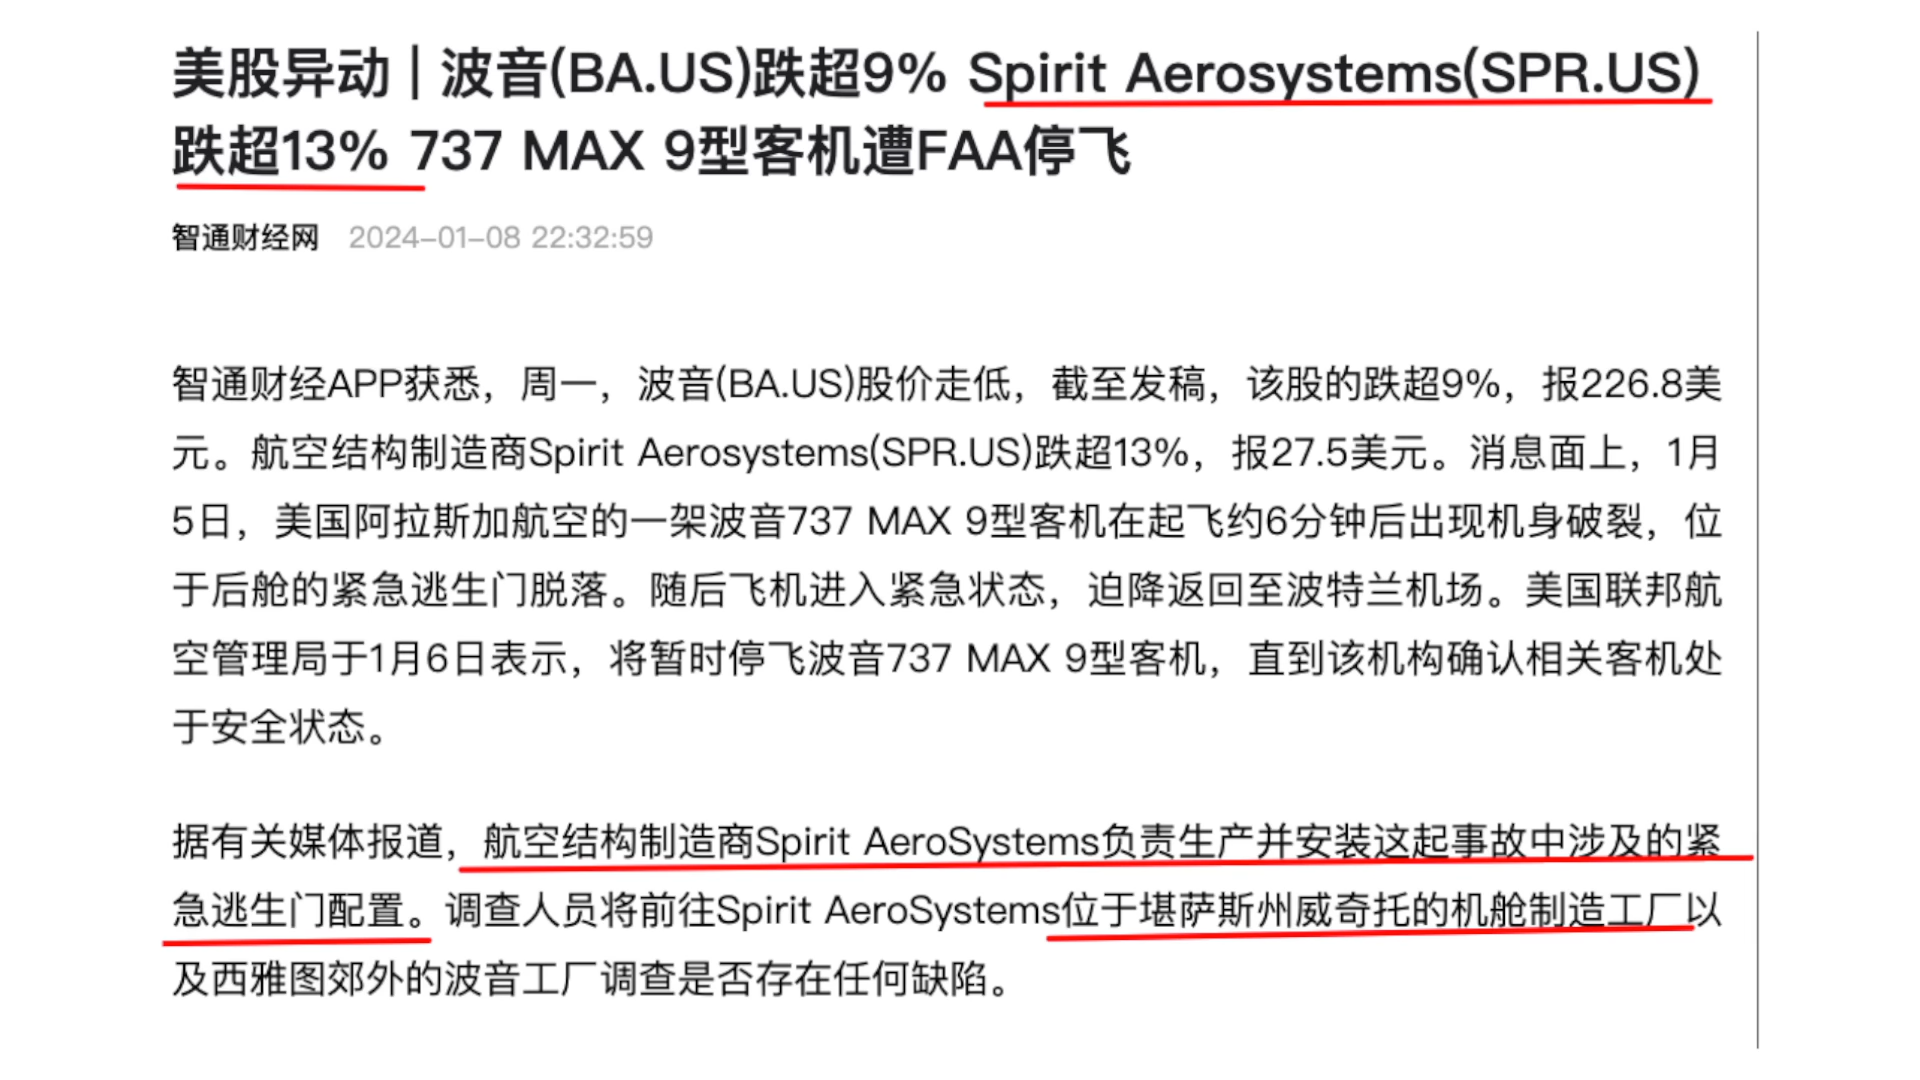 美股异动 | 波音(BA.US)跌超9% Spirit Aerosystems(SPR.US)
跌超13% 737 MAX 9型客机遭FAA停飞
智通财经网 2024-01-08 22:32:59
智通财经APP获悉，周一，波音(BA.US)股价走低，截至发稿，该股的跌超9%，报226.8美
元。航空结构制造商Spirit Aerosystems(SPR.US)跌超13%，报27.5美元。消息面上，1月
5日，美国阿拉斯加航空的一架波音737 MAX 9型客机在起飞约6分钟后出现机身破裂，位
于后舱的紧急逃生门脱落。随后飞机进入紧急状态，迫降返回至波特兰机场。美国联邦航
空管理局于1月6日表示，将暂时停飞波音737 MAX 9型客机，直到该机构确认相关客机处
于安全状态。
据有关媒体报道，航空结构制造商Spirit AeroSystems负责生产并安装这起事故中涉及的紧
急逃生门配置。调查人员将前往Spirit AeroSystems位于堪萨斯州威奇托的机舱制造工厂以
及西雅图郊外的波音工厂调查是否存在任何缺陷。